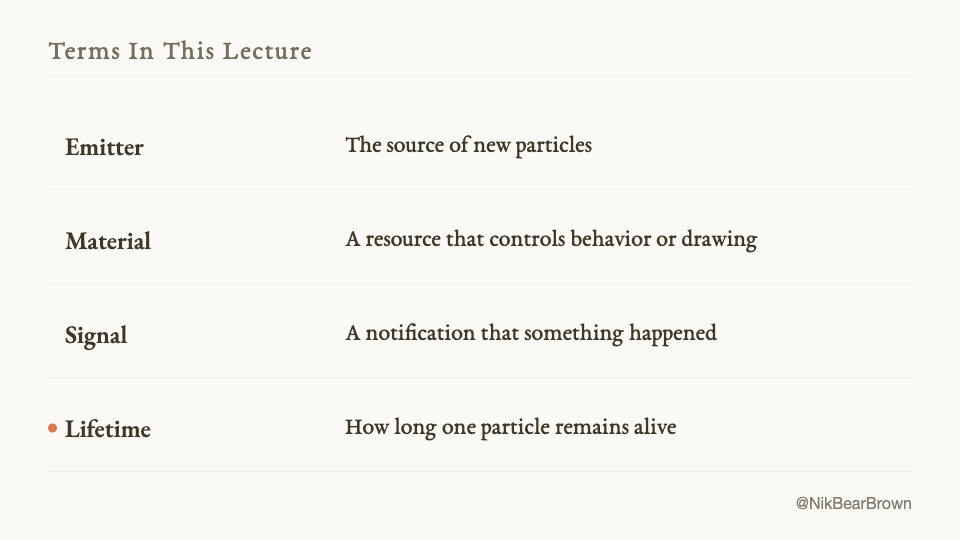 Terms In This Lecture
Emitter The source of new particles
Material A resource that controls behavior or drawing
Signal A notification that something happened
Lifetime How long one particle remains alive
@NikBearBrown